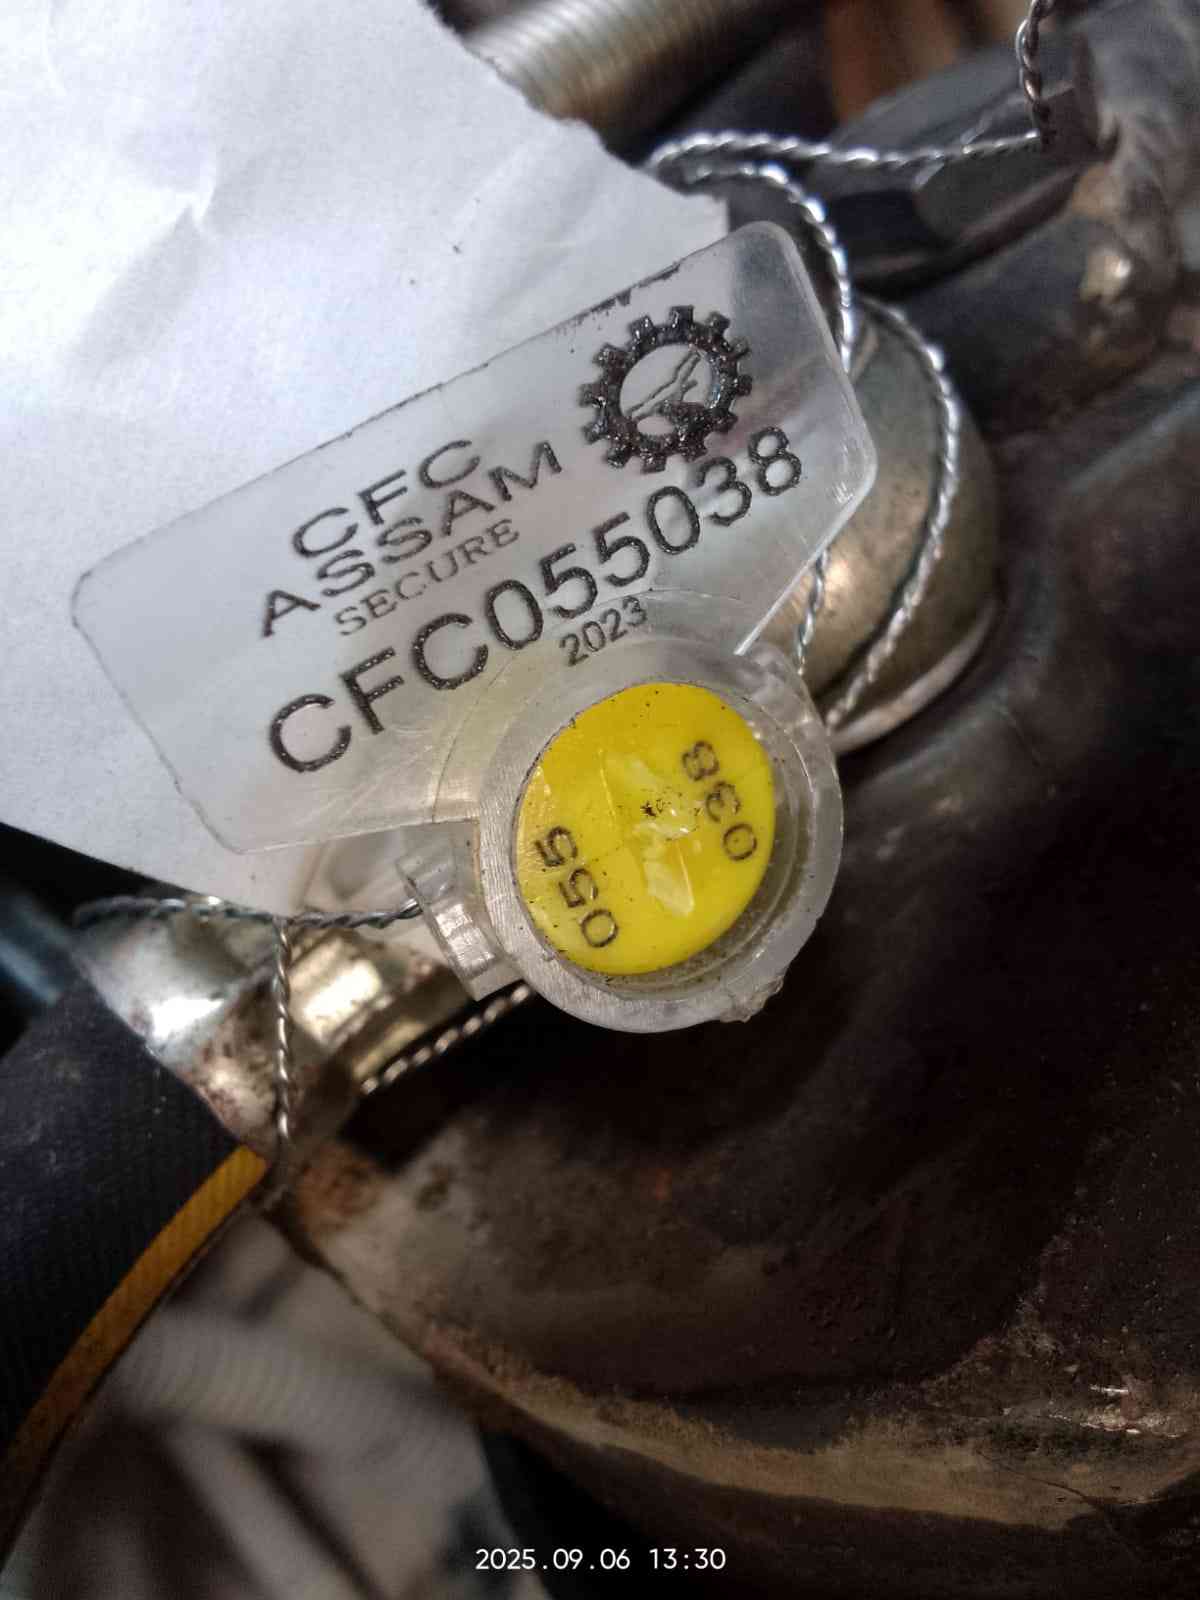 CFC
ASSAM
SECURE
CFC055038
2023
055
038
2025.09.06 13:30